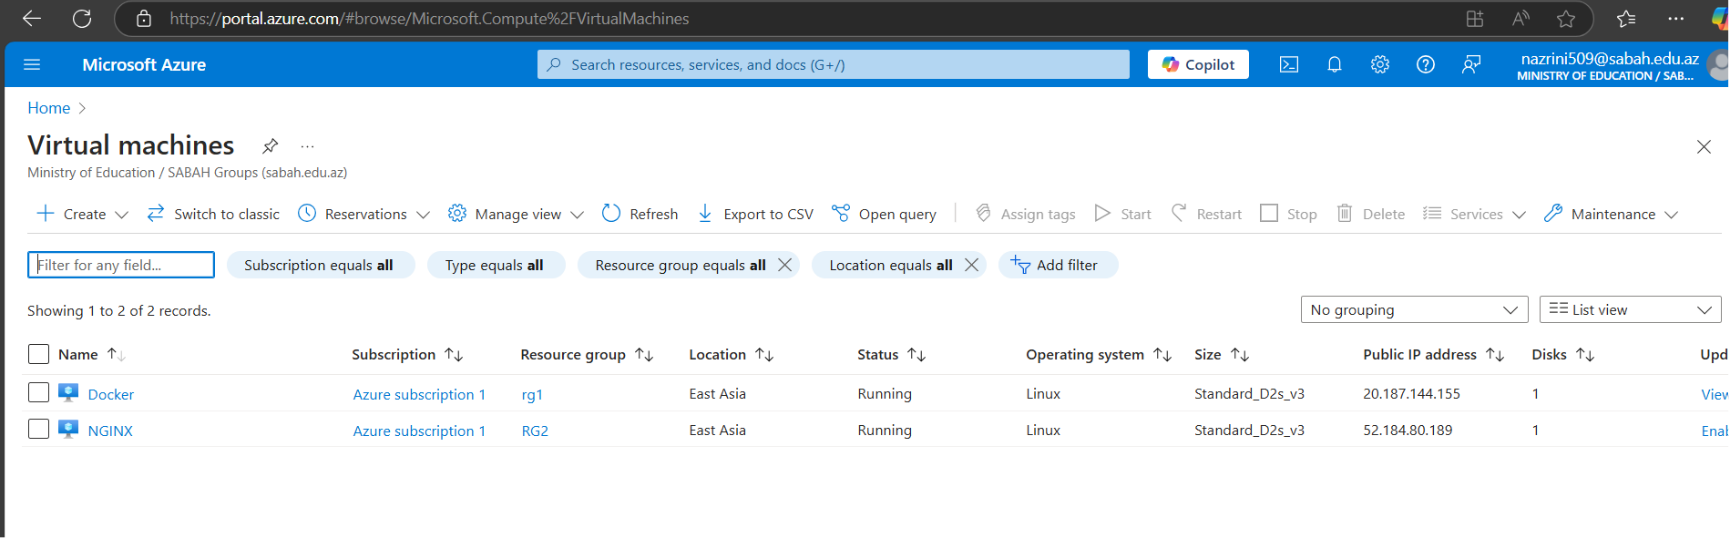 https://portal.azure.com/#browse/Microsoft.Compute%2FVirtualMachines
Microsoft Azure
Search resources, services, and docs (G+/)
Copilot
nazrini509@sabah.edu.az
MINISTRY OF EDUCATION / SAB...
Home
Virtual machines
Ministry of Education / SABAH Groups (sabah.edu.az)
Create Switch to classic Reservations Manage view Refresh Export to CSV Open query Assign tags Start Restart Stop Delete Services Maintenance
Filter for any field... Subscription equals all Type equals all Resource group equals all Location equals all Add filter
Showing 1 to 2 of 2 records. No grouping List view
Name Subscription Resource group Location Status Operating system Size Public IP address Disks Upd
Docker Azure subscription 1 rg1 East Asia Running Linux Standard_D2s_v3 20.187.144.155 1 View
NGINX Azure subscription 1 RG2 East Asia Running Linux Standard_D2s_v3 52.184.80.189 1 Enab